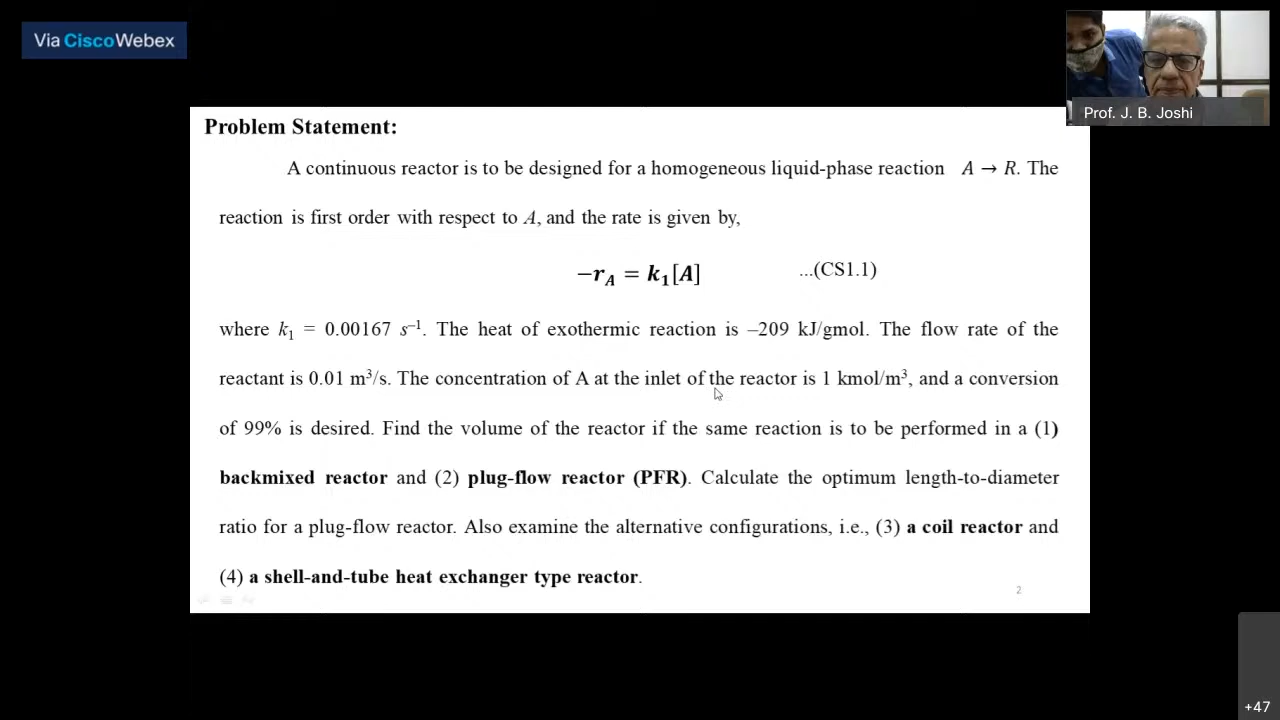 Via CiscoWebex
Prof. J. B. Joshi
Problem Statement:
A continuous reactor is to be designed for a homogeneous liquid-phase reaction A → R. The
reaction is first order with respect to A, and the rate is given by,
−r_A = k₁[A] ...(CS1.1)
where k₁ = 0.00167 s⁻¹. The heat of exothermic reaction is –209 kJ/gmol. The flow rate of the
reactant is 0.01 m³/s. The concentration of A at the inlet of the reactor is 1 kmol/m³, and a conversion
of 99% is desired. Find the volume of the reactor if the same reaction is to be performed in a (1)
backmixed reactor and (2) plug-flow reactor (PFR). Calculate the optimum length-to-diameter
ratio for a plug-flow reactor. Also examine the alternative configurations, i.e., (3) a coil reactor and
(4) a shell-and-tube heat exchanger type reactor.
2
+47